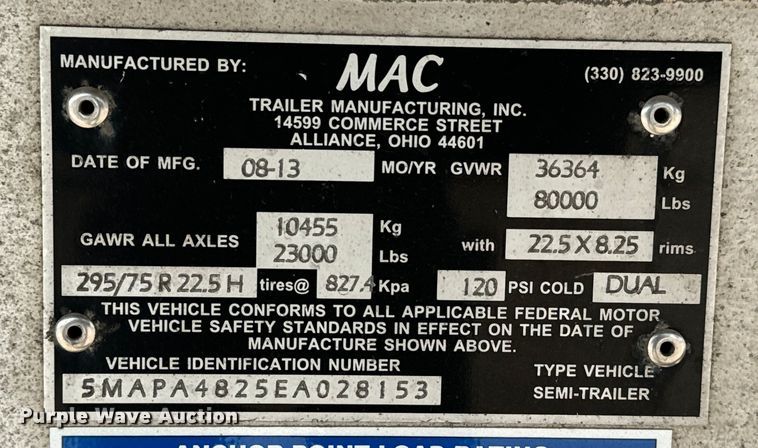 MANUFACTURED BY: MAC (330) 823-9900
TRAILER MANUFACTURING, INC.
14599 COMMERCE STREET
ALLIANCE, OHIO 44601
DATE OF MFG. 08-13 MO/YR GVWR 36364 Kg
80000 Lbs
GAWR ALL AXLES 10455 Kg
23000 Lbs with 22.5 X 8.25 rims
295/75 R 22.5 H tires@ 827.4 Kpa 120 PSI COLD DUAL
THIS VEHICLE CONFORMS TO ALL APPLICABLE FEDERAL MOTOR
VEHICLE SAFETY STANDARDS IN EFFECT ON THE DATE OF
MANUFACTURE SHOWN ABOVE.
VEHICLE IDENTIFICATION NUMBER TYPE VEHICLE
5MAPA4825EA028153 SEMI-TRAILER
Purple Wave Auction
ANCHOR POINT LOAD RATING